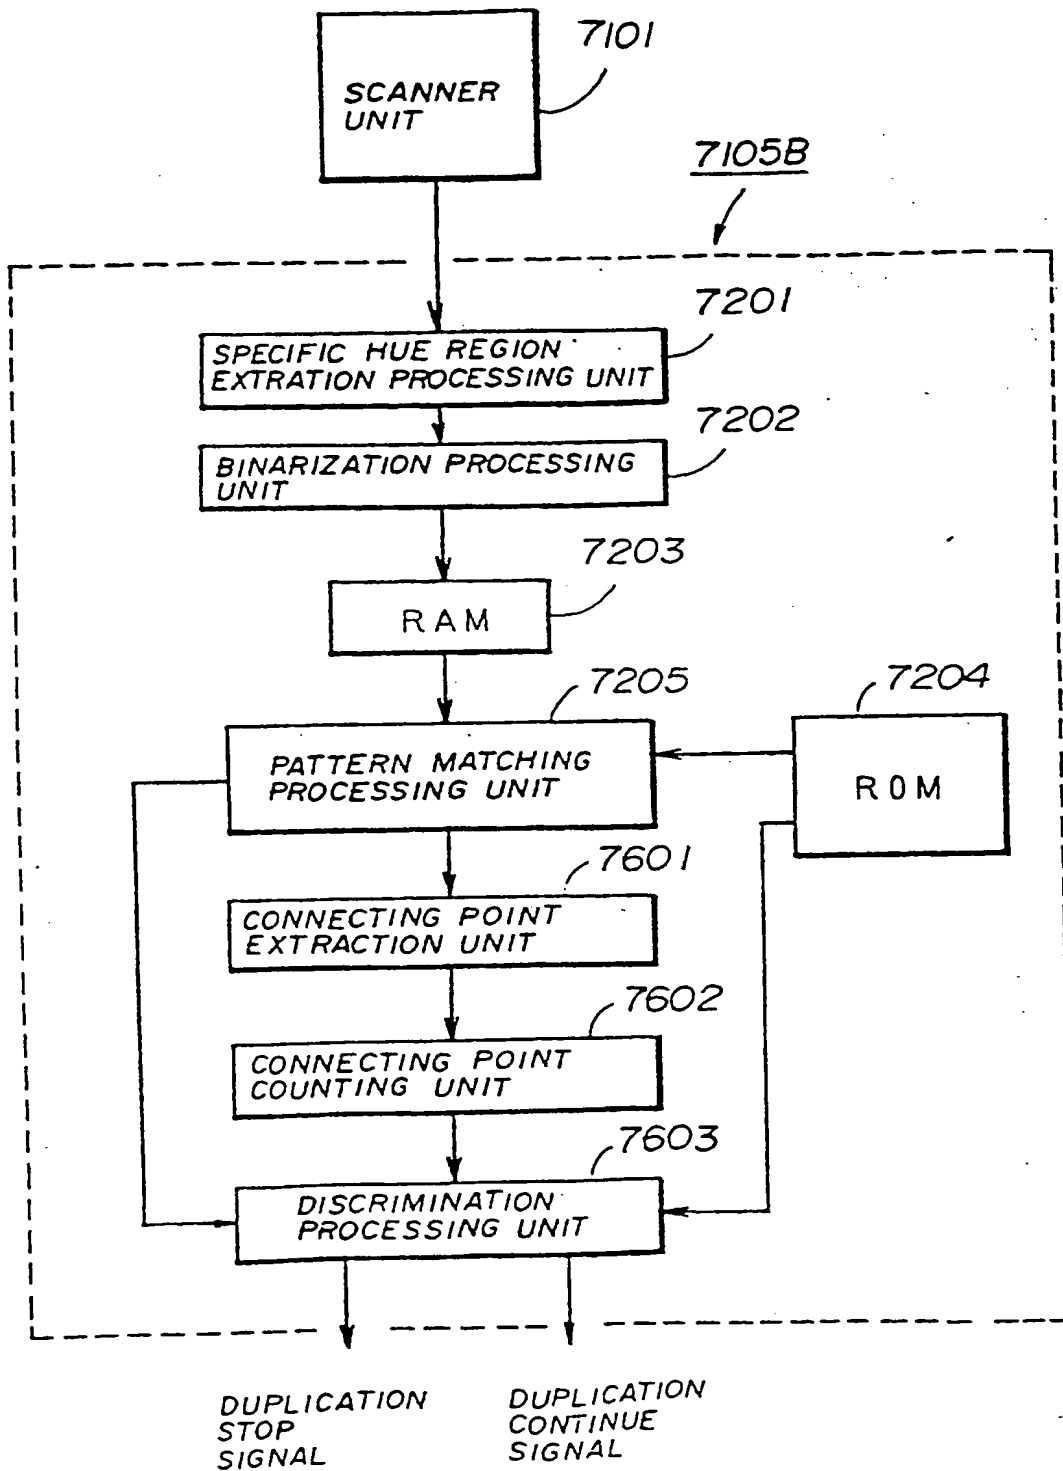 7101
SCANNER
UNIT
7105B
7201
SPECIFIC HUE REGION
EXTRATION PROCESSING UNIT
7202
BINARIZATION PROCESSING
UNIT
7203
RAM
7205
7204
PATTERN MATCHING
PROCESSING UNIT
ROM
7601
CONNECTING POINT
EXTRACTION UNIT
7602
CONNECTING POINT
COUNTING UNIT
7603
DISCRIMINATION
PROCESSING UNIT
DUPLICATION
STOP
SIGNAL
DUPLICATION
CONTINUE
SIGNAL